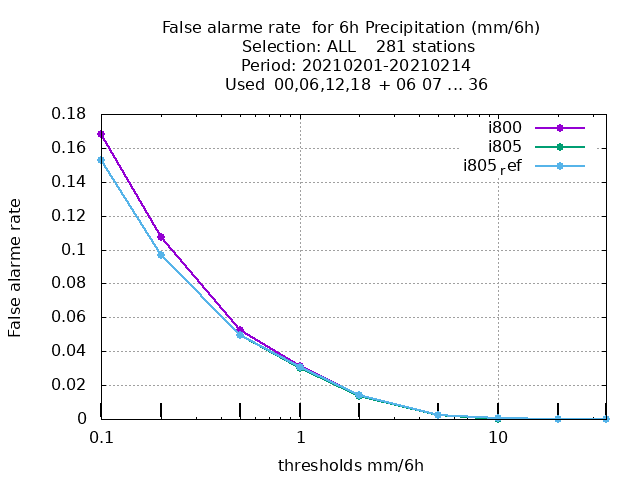 False alarme rate  for 6h Precipitation (mm/6h)
Selection: ALL    281 stations
Period: 20210201-20210214
Used  00,06,12,18  + 06 07 ... 36
0.18
0.16
0.14
0.12
0.1
0.08
0.06
0.04
0.02
0
False alarme rate
i800
i805
i805ref
0.1
1
10
thresholds mm/6h